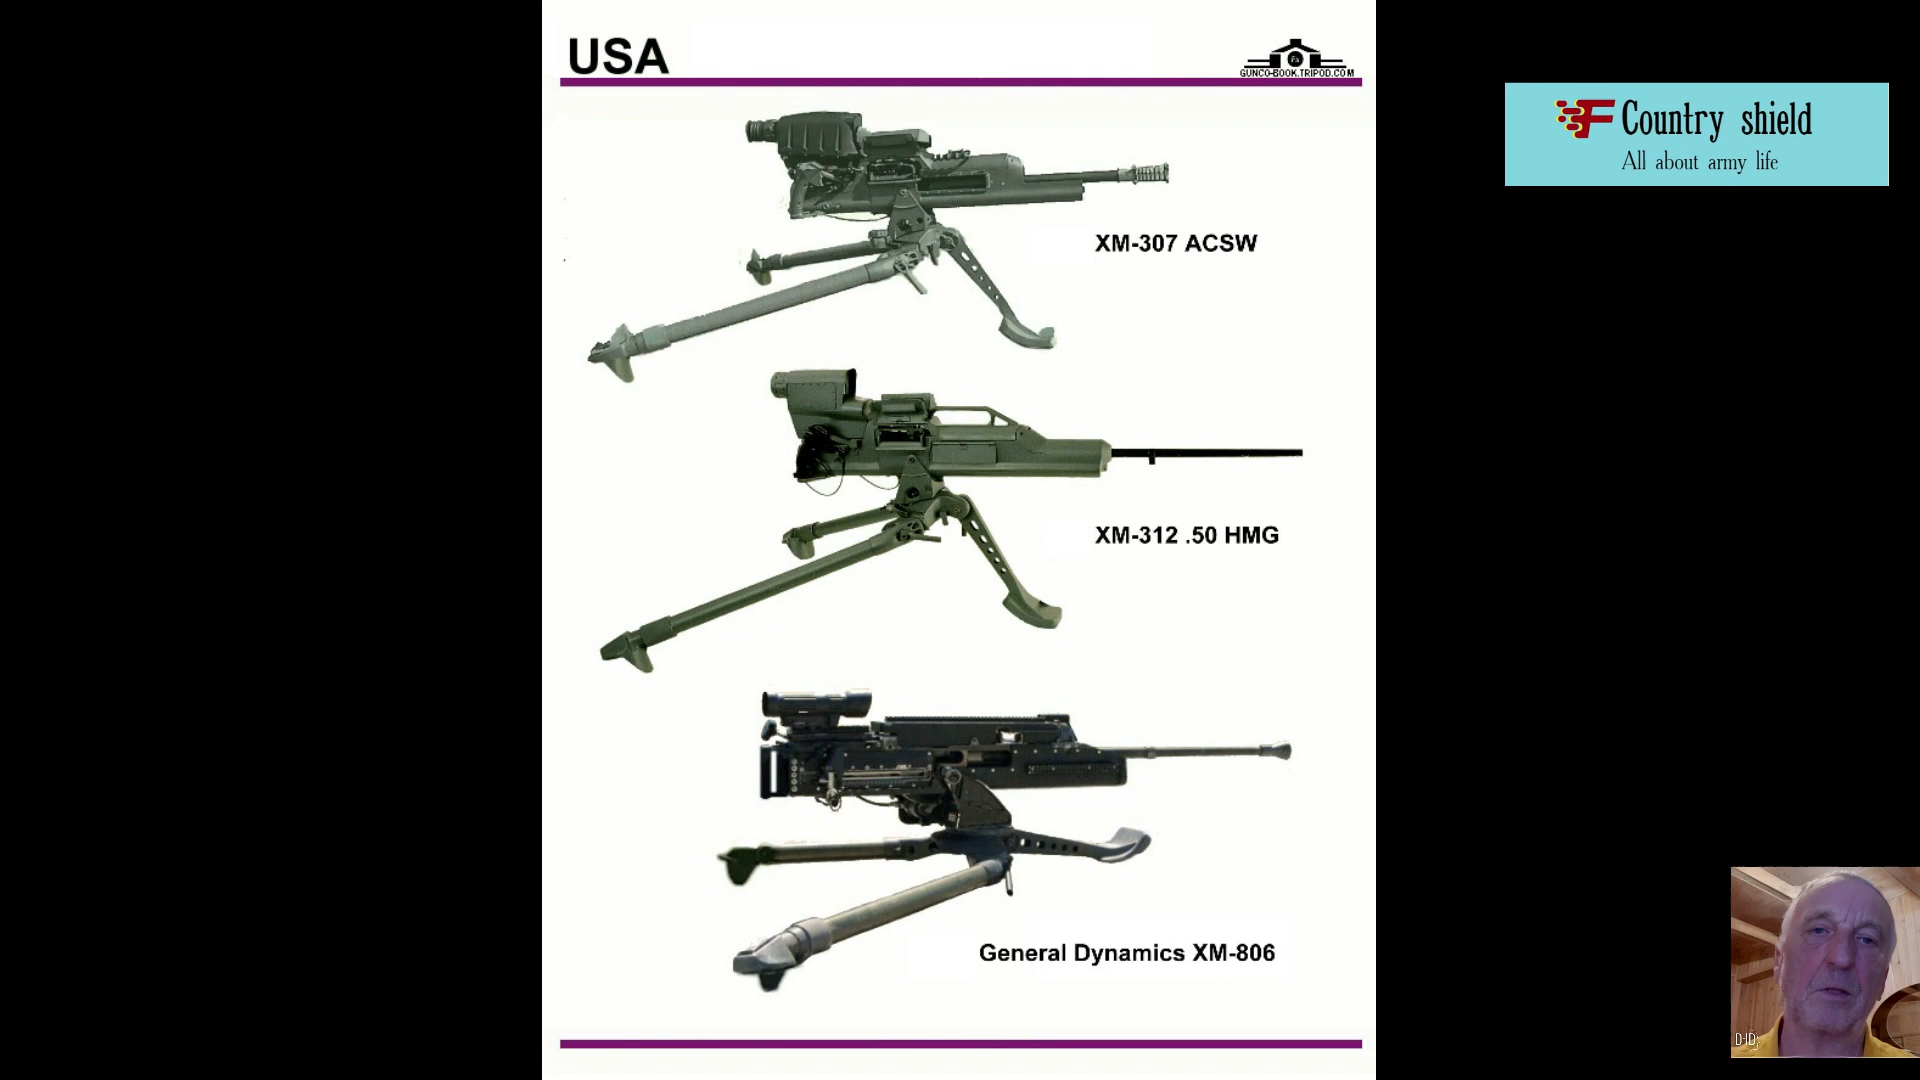 USA
GUNCO-BOOK.TRIPOD.COM
F Country shield
All about army life
XM-307 ACSW
XM-312 .50 HMG
General Dynamics XM-806
D-ID